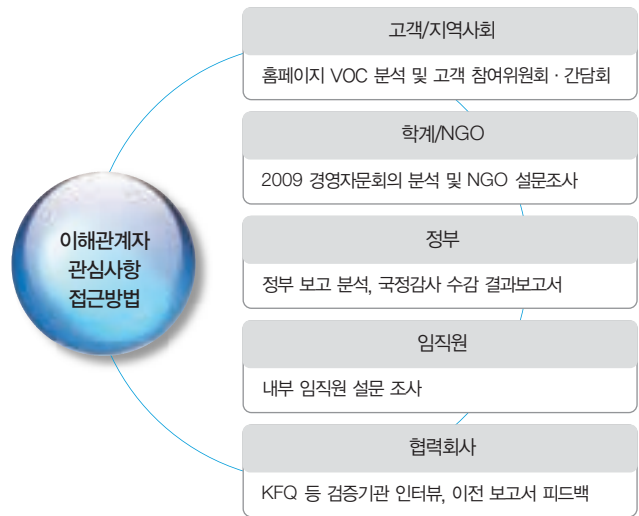 이해관계자
관심사항
접근방법
고객/지역사회
홈페이지 VOC 분석 및 고객 참여위원회 · 간담회
학계/NGO
2009 경영자문회의 분석 및 NGO 설문조사
정부
정부 보고 분석, 국정감사 수감 결과보고서
임직원
내부 임직원 설문 조사
협력회사
KFQ 등 검증기관 인터뷰, 이전 보고서 피드백